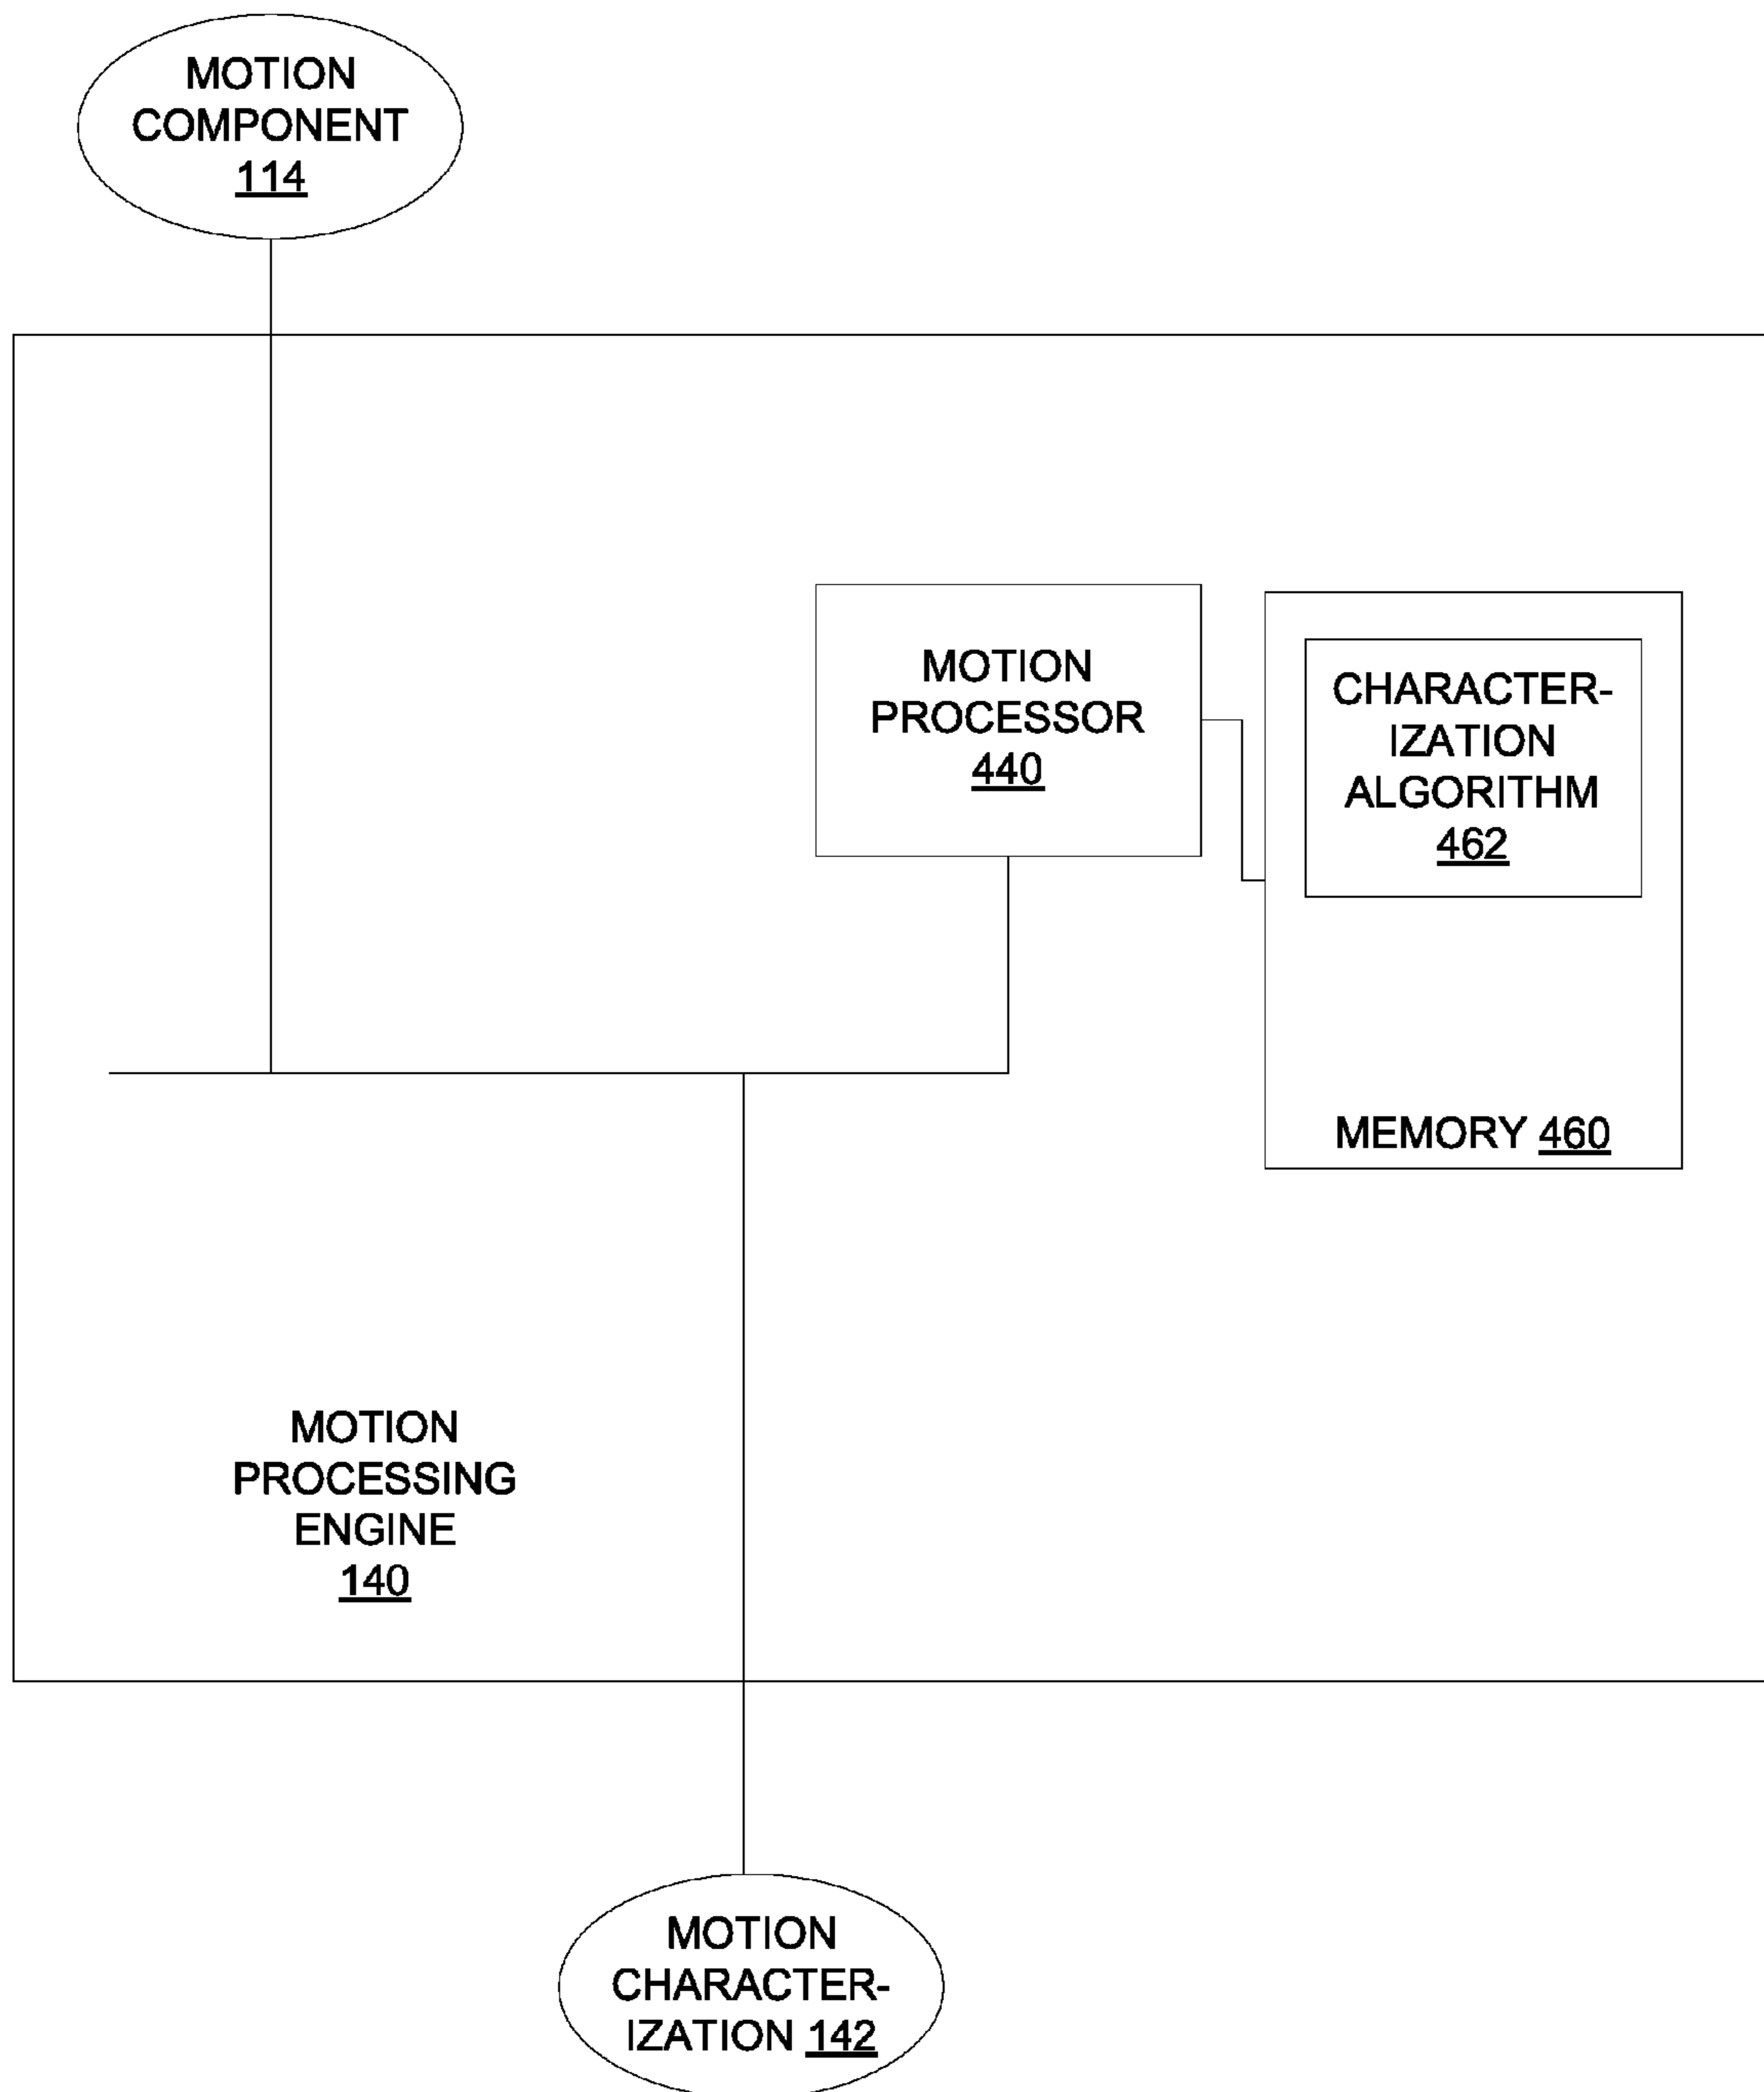 MOTION
COMPONENT
114
MOTION
PROCESSOR
440
CHARACTER-
IZATION
ALGORITHM
462
MEMORY 460
MOTION
PROCESSING
ENGINE
140
MOTION
CHARACTER-
IZATION 142